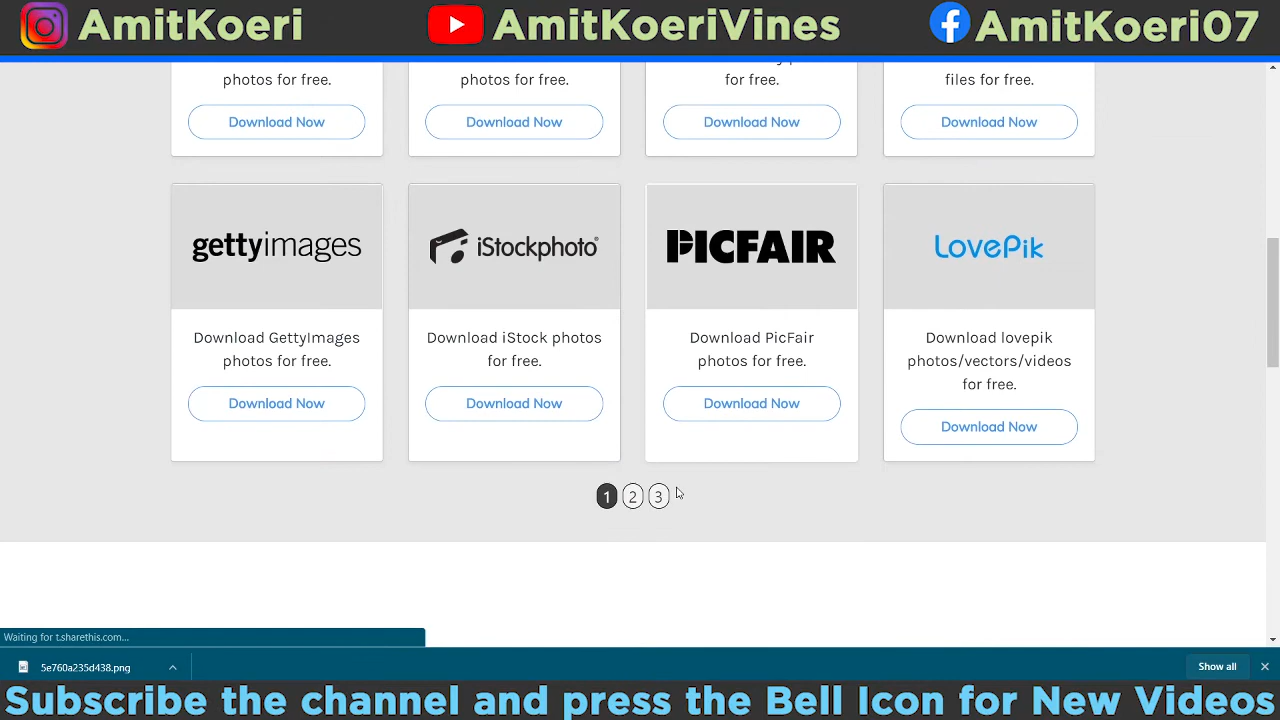 AmitKoeri
AmitKoeriVines
AmitKoeri07
photos for free.
photos for free.
for free.
files for free.
Download Now
Download Now
Download Now
Download Now
gettyimages
iStockphoto®
PICFAIR
LovePik
Download GettyImages
photos for free.
Download Now
Download iStock photos
for free.
Download Now
Download PicFair
photos for free.
Download Now
Download lovepik
photos/vectors/videos
for free.
Download Now
1 2 3
Waiting for t.sharethis.com...
5e760a235d438.png
Show all
Subscribe the channel and press the Bell Icon for New Videos